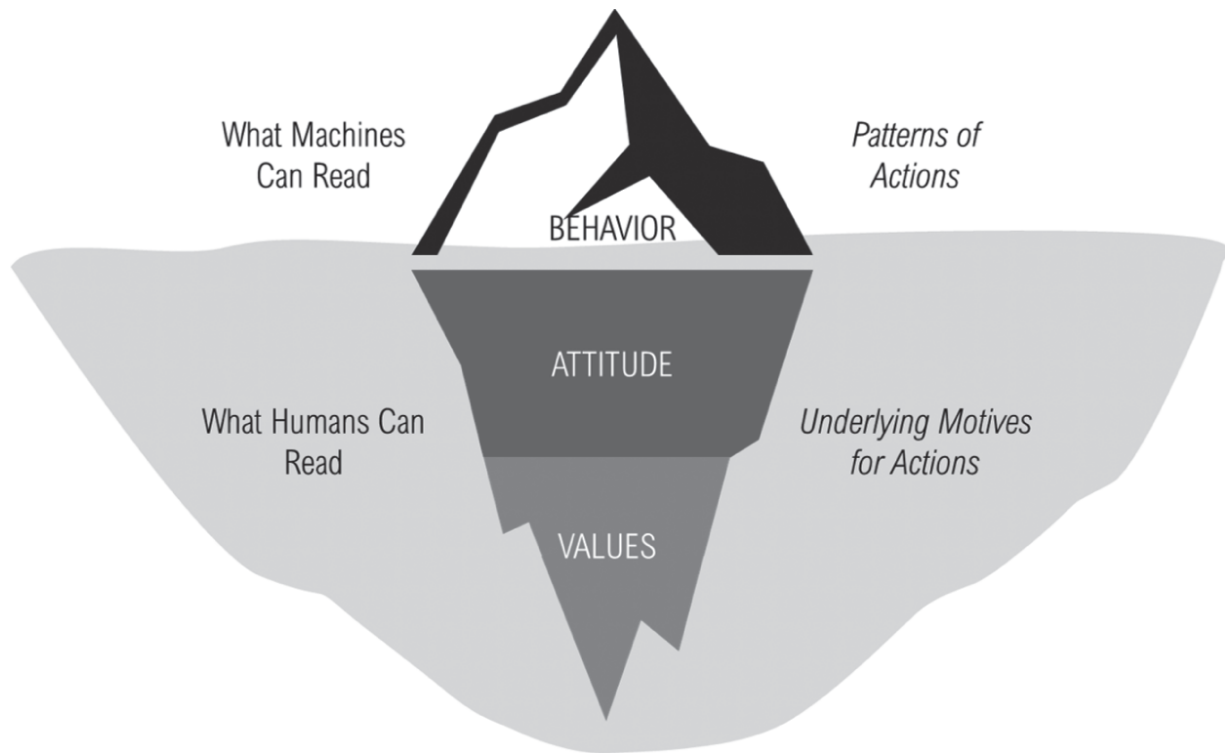 What Machines
Can Read
Patterns of
Actions
BEHAVIOR
ATTITUDE
What Humans Can
Read
Underlying Motives
for Actions
VALUES